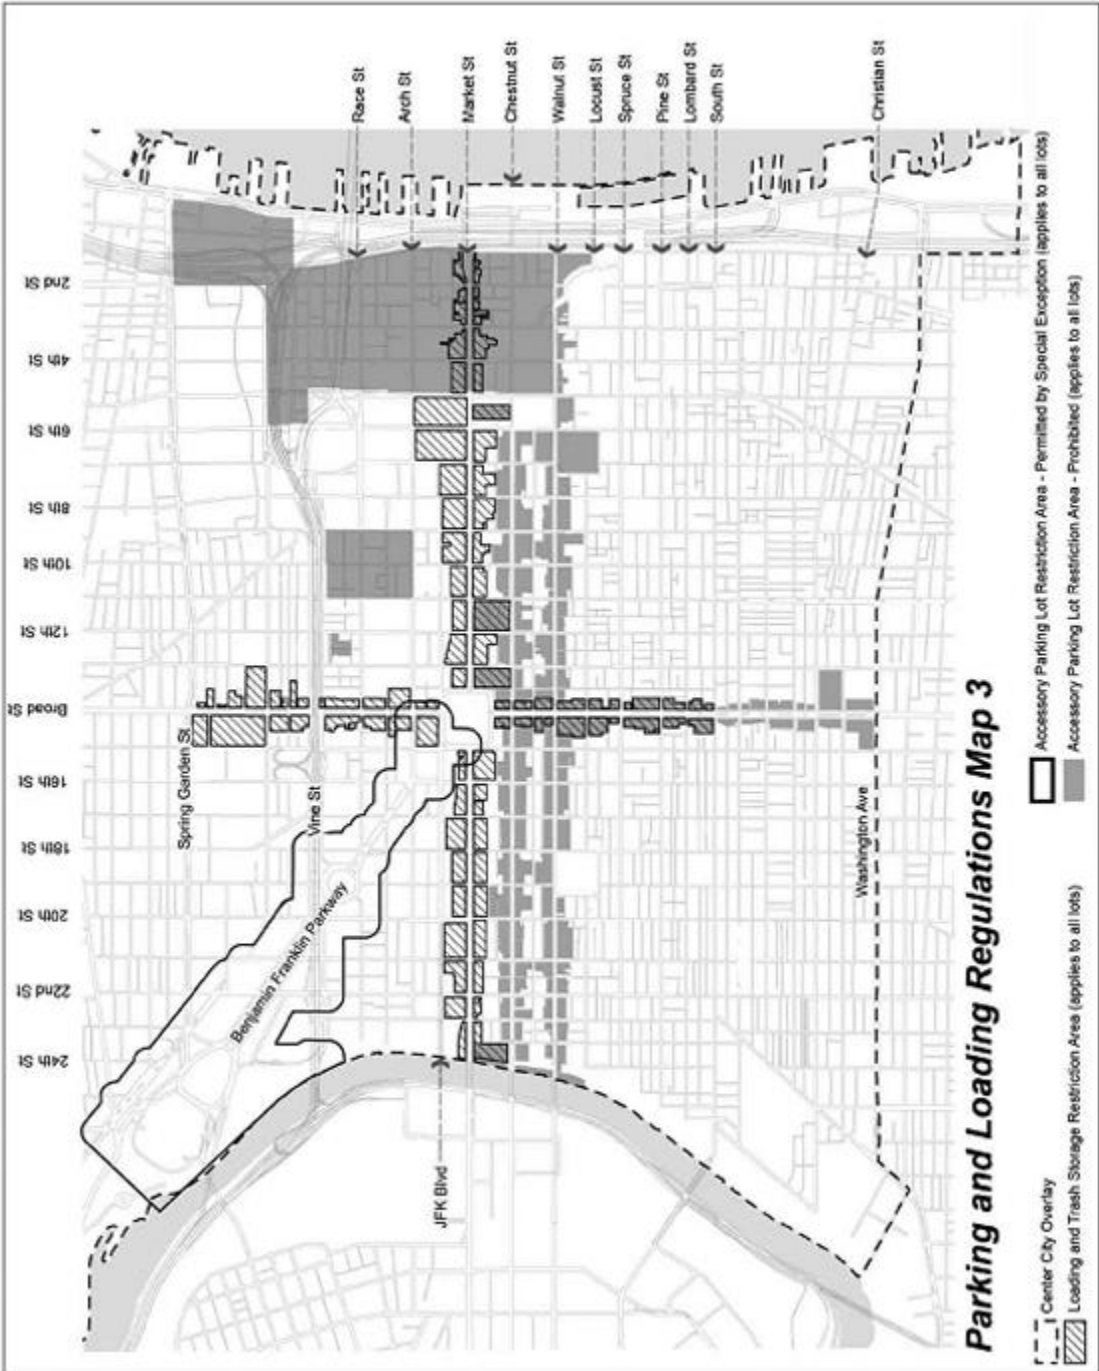 2nd St
4th St
6th St
8th St
10th St
12th St
Broad St
16th St
18th St
20th St
22nd St
24th St
Race St
Arch St
Market St
Chestnut St
Walnut St
Locust St
Spruce St
Pine St
Lombard St
South St
Christian St
Spring Garden St
Vine St
Benjamin Franklin Parkway
JFK Blvd
Washington Ave
Parking and Loading Regulations Map 3
Center City Overlay
Loading and Trash Storage Restriction Area (applies to all lots)
Accessory Parking Lot Restriction Area - Permitted by Special Exception (applies to all lots)
Accessory Parking Lot Restriction Area - Prohibited (applies to all lots)